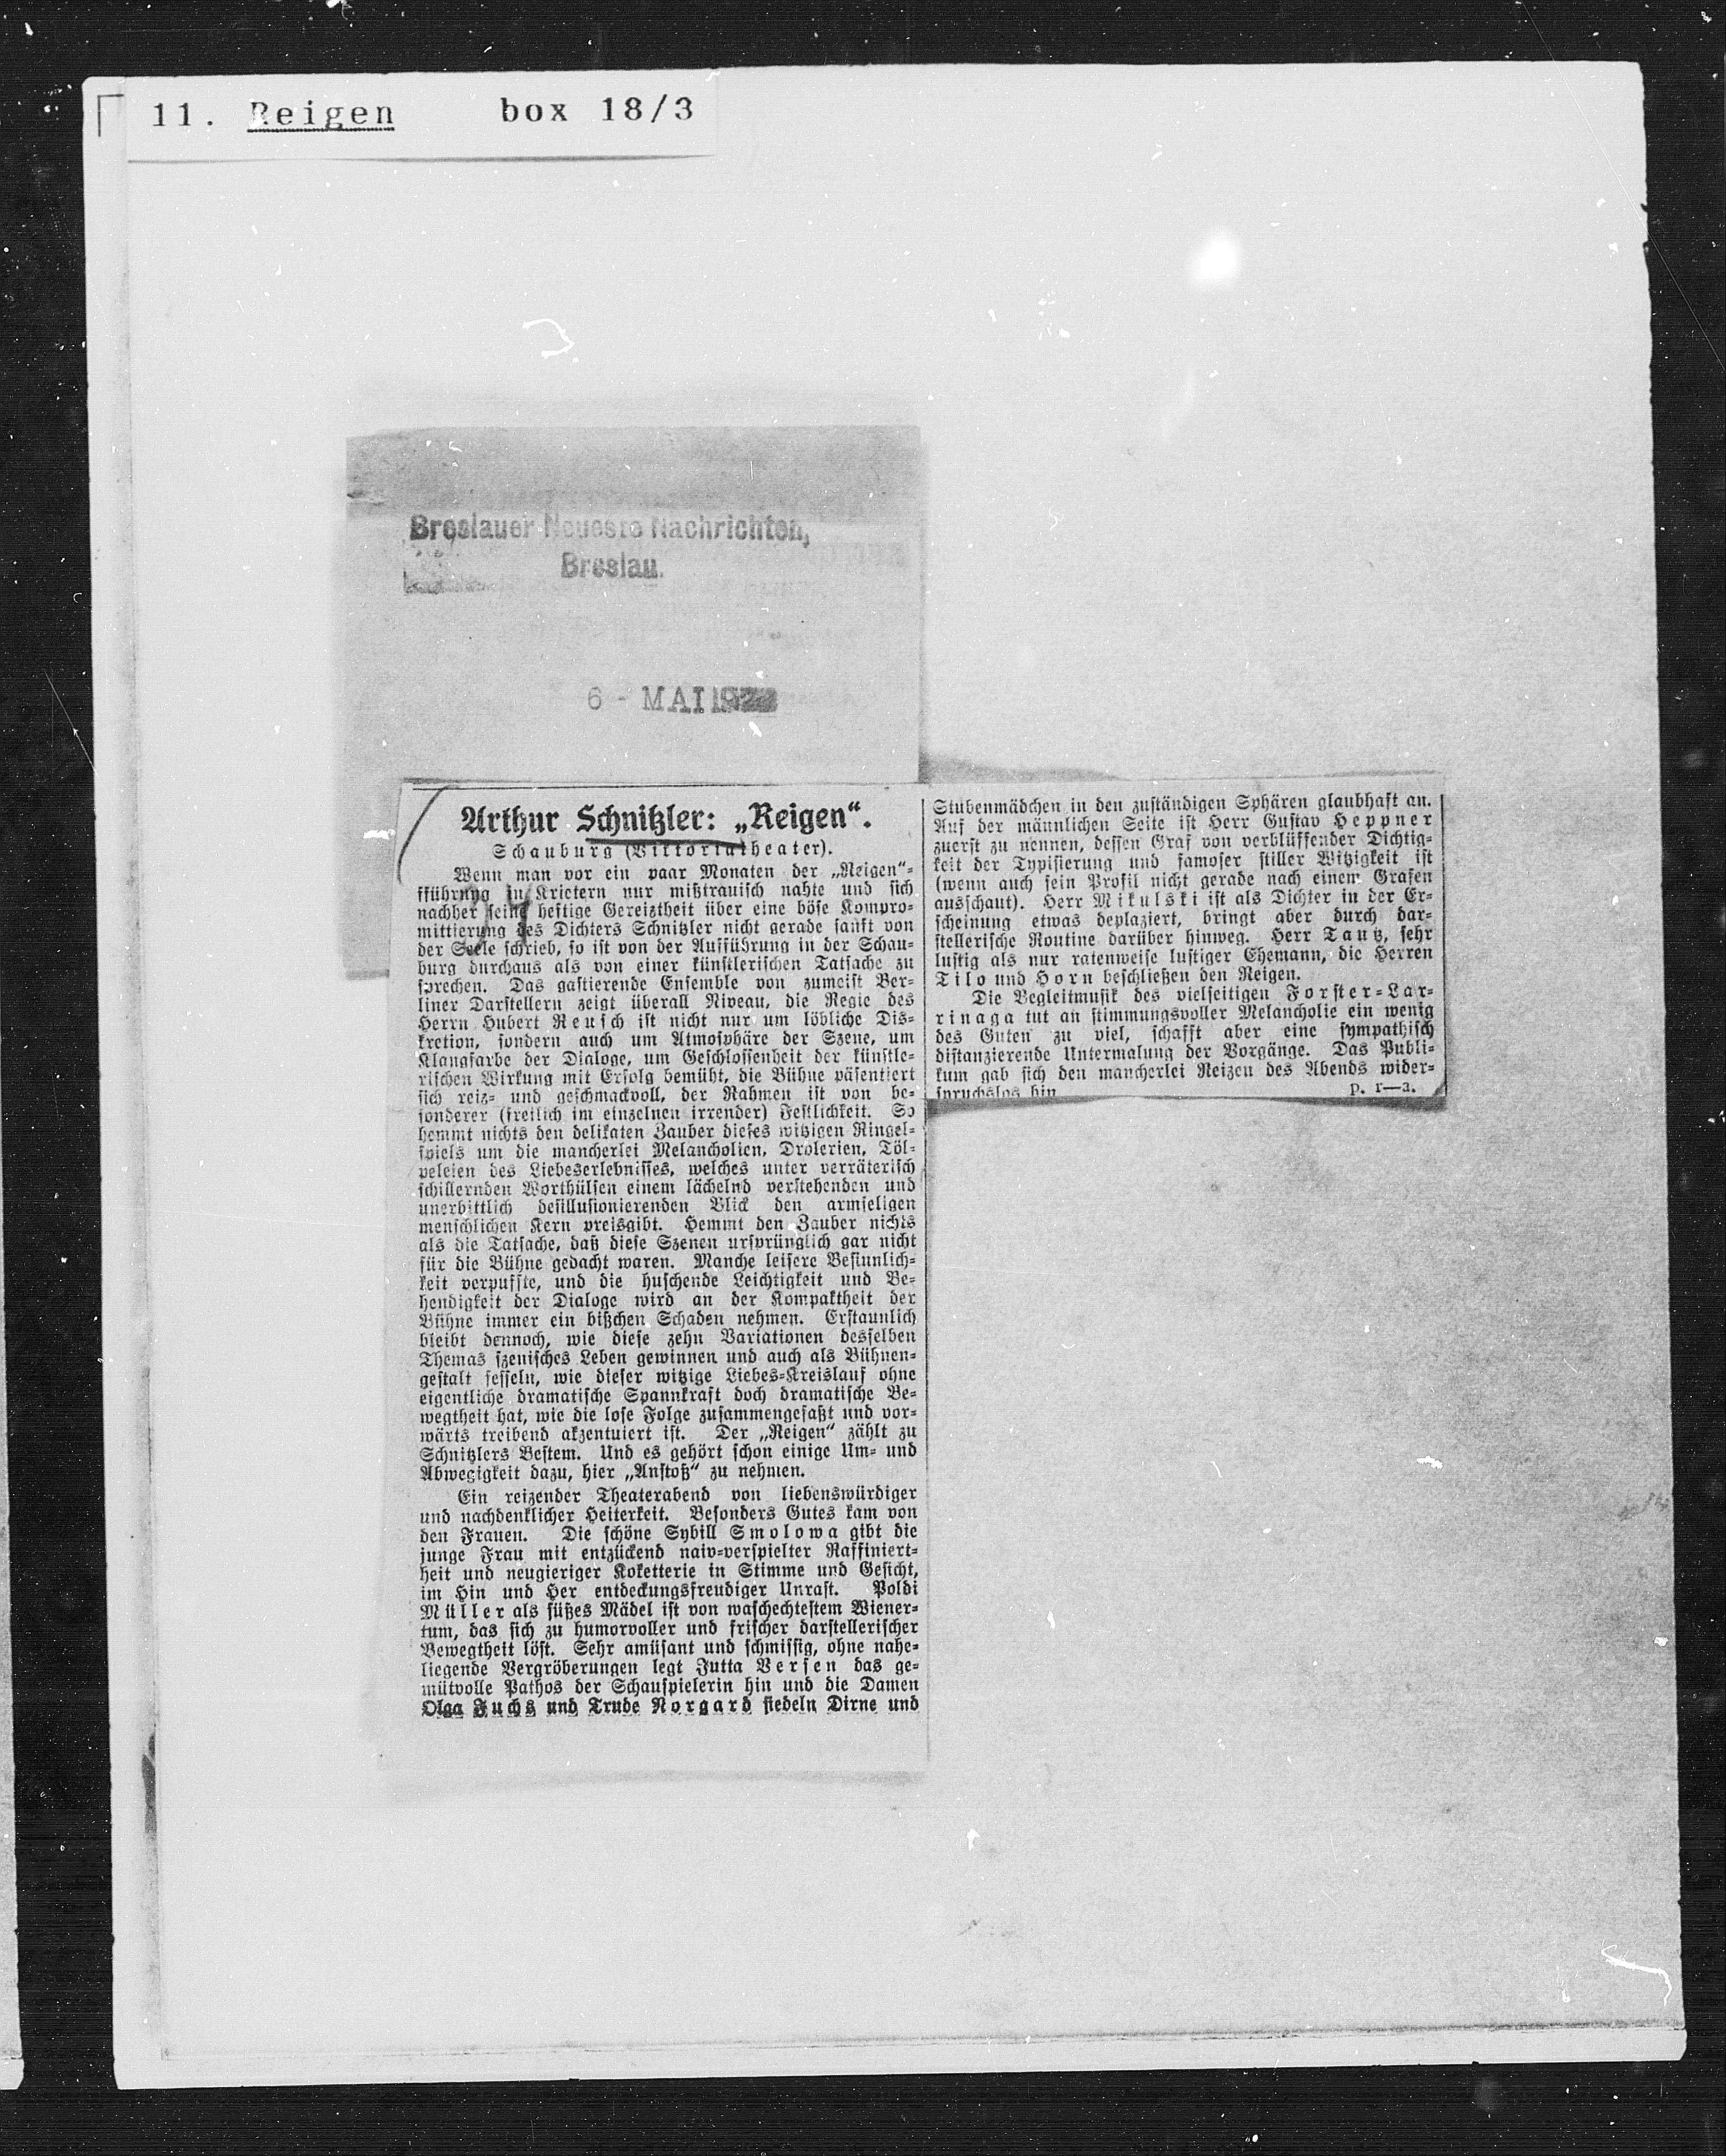 11. Reigen box 18/3
Breslauer Neueste Nachrichten,
Breslau.
6 - MAI 192
Arthur Schnitzler: „Reigen“.
Schauburg (Viktoriatheater).
Wenn man vor ein paar Monaten der „Reigen“-
fführung in Krietern nur mißtrauisch nahte und sich
nachher seine heftige Gereiztheit über eine böse Kompro-
mittierung des Dichters Schnitzler nicht gerade sanft von
der Seele schrieb, so ist von der Aufführung in der Schau-
burg durchaus als von einer künstlerischen Tatsache zu
sprechen. Das gastierende Ensemble von zumeist Ber-
liner Darstellern zeigt überall Niveau, die Regie des
Herrn Hubert Reusch ist nicht nur um löbliche Dis-
kretion, sondern auch um Atmosphäre der Szene, um
Klangfarbe der Dialoge, um Geschlossenheit der künstle-
rischen Wirkung mit Erfolg bemüht, die Bühne päsentiert
sich reiz- und geschmackvoll, der Rahmen ist von be-
sonderer (freilich im einzelnen irrender) Festlichkeit. So
hemmt nichts den delikaten Zauber dieses witzigen Ringel-
spiels um die mancherlei Melancholien, Drolerien, Töl-
peleien des Liebeserlebnisses, welches unter verräterisch
schillernden Worthülsen einem lächelnd verstehenden und
unerbittlich desillusionierenden Blick den armseligen
menschlichen Kern preisgibt. Hemmt den Zauber nichts
als die Tatsache, daß diese Szenen ursprünglich gar nicht
für die Bühne gedacht waren. Manche leisere Besinnlich-
keit verpuffte, und die huschende Leichtigkeit und Be-
hendigkeit der Dialoge wird an der Kompaktheit der
Bühne immer ein bißchen Schaden nehmen. Erstaunlich
bleibt dennoch, wie diese zehn Variationen desselben
Themas szenisches Leben gewinnen und auch als Bühnen-
gestalt fesseln, wie dieser witzige Liebes-Kreislauf ohne
eigentliche dramatische Spannkraft doch dramatische Be-
wegtheit hat, wie die lose Folge zusammengefaßt und vor-
wärts treibend akzentuiert ist. Der „Reigen“ zählt zu
Schnitzlers Bestem. Und es gehört schon einige Um- und
Abwegigkeit dazu, hier „Anstoß“ zu nehmen.
Ein reizender Theaterabend von liebenswürdiger
und nachdenklicher Heiterkeit. Besonders Gutes kam von
den Frauen. Die schöne Sybill Smolowa gibt die
junge Frau mit entzückend naiv-verspielter Raffiniert-
heit und neugieriger Koketterie in Stimme und Gesicht,
im Hin und Her entdeckungsfreudiger Unrast. Poldi
Müller als süßes Mädel ist von waschechtestem Wiener-
tum, das sich zu humorvoller und frischer darstellerischer
Bewegtheit löst. Sehr amüsant und schmissig, ohne nahe-
liegende Vergröberungen legt Jutta Versen das ge-
mütvolle Pathos der Schauspielerin hin und die Damen
Olga Fuchs und Trude Norgard siedeln Dirne und
Stubenmädchen in den zuständigen Sphären glaubhaft an.
Auf der männlichen Seite ist Herr Gustav Heppner
zuerst zu nennen, dessen Graf von verblüffender Dichtig-
keit der Typisierung und famoser stiller Witzigkeit ist
(wenn auch sein Profil nicht gerade nach einem Grafen
ausschaut). Herr Mikulski ist als Dichter in der Er-
scheinung etwas deplaziert, bringt aber durch dar-
stellerische Routine darüber hinweg. Herr Tautz, sehr
lustig als nur ratenweise lustiger Ehemann, die Herren
Tilo und Horn beschließen den Reigen.
Die Begleitmusik des vielseitigen Forster-Lar-
rinaga tut an stimmungsvoller Melancholie ein wenig
des Guten zu viel, schafft aber eine sympathisch
distanzierende Untermalung der Vorgänge. Das Publi-
kum gab sich den mancherlei Reizen des Abends wider-
spruchslos hin p. r—a.